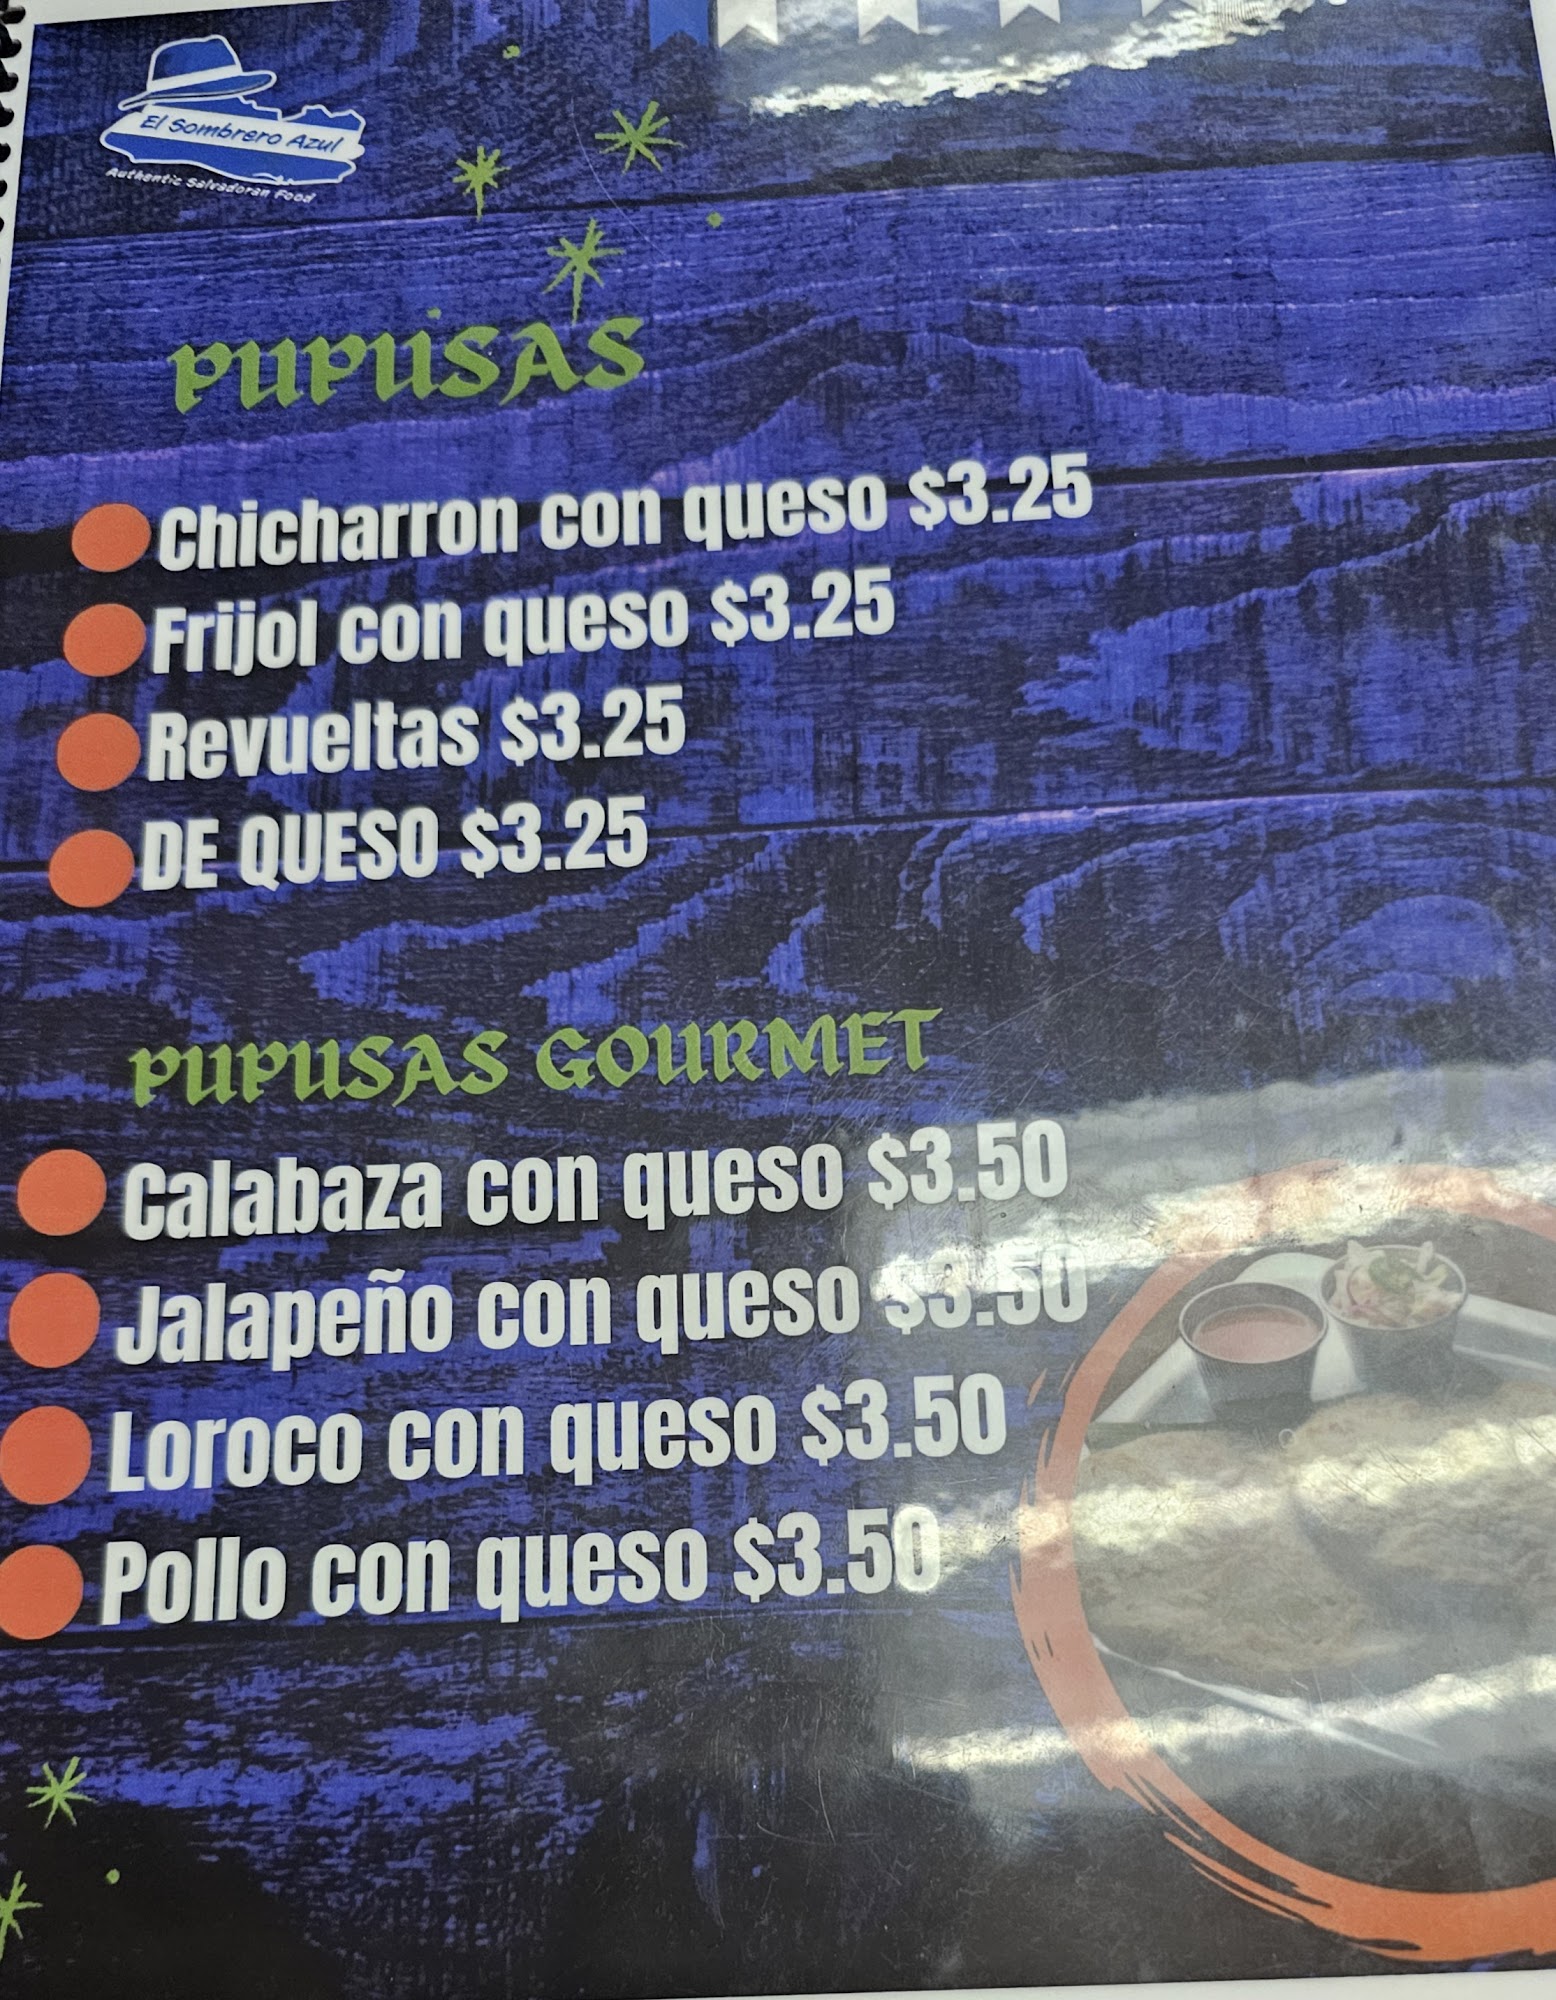 El Sombrero Azul
Authentic Salvadoran Food
PUPUSAS
Chicharron con queso $3.25
Frijol con queso $3.25
Revueltas $3.25
DE QUESO $3.25
PUPUSAS GOURMET
Calabaza con queso $3.50
Jalapeño con queso $3.50
Loroco con queso $3.50
Pollo con queso $3.50